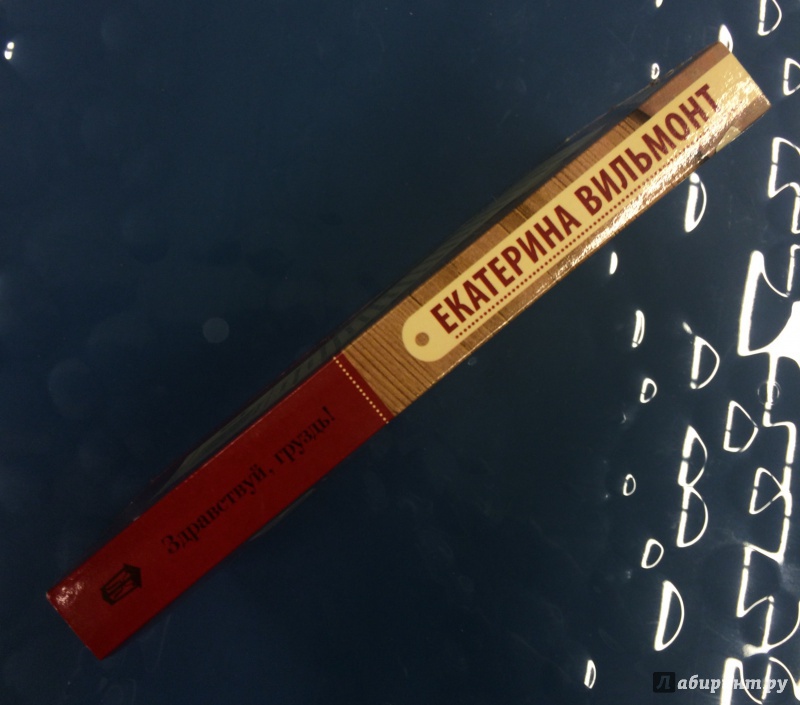 ЕКАТЕРИНА ВИЛЬМОНТ
Здравствуй, груздь!
Лабиринт.ру